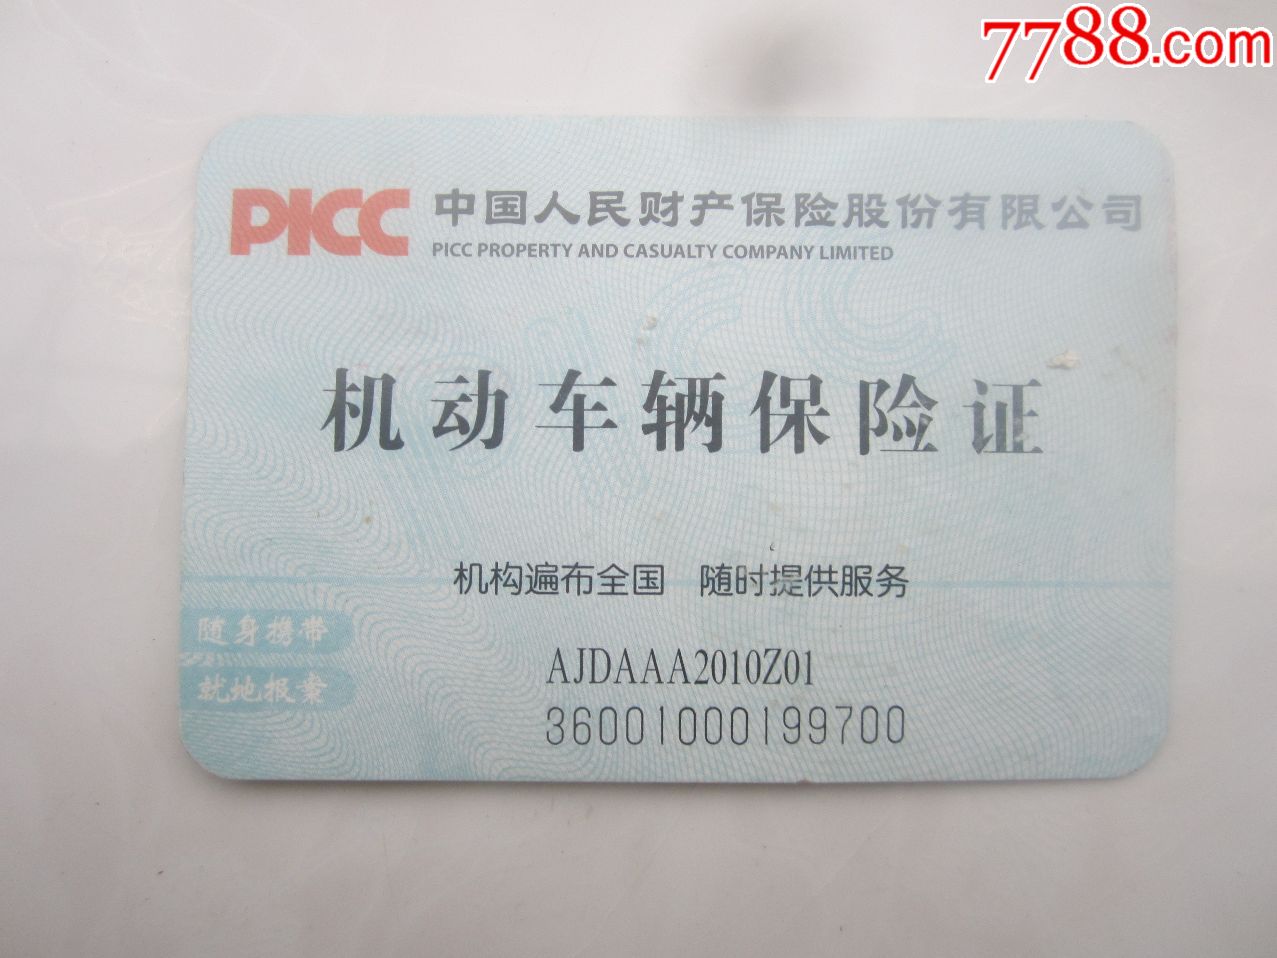 7788.com
PICC 中国人民财产保险股份有限公司
PICC PROPERTY AND CASUALTY COMPANY LIMITED
机动车辆保险证
机构遍布全国 随时提供服务
随身携带
就地报案
AJDAAA2010Z01
36001000199700